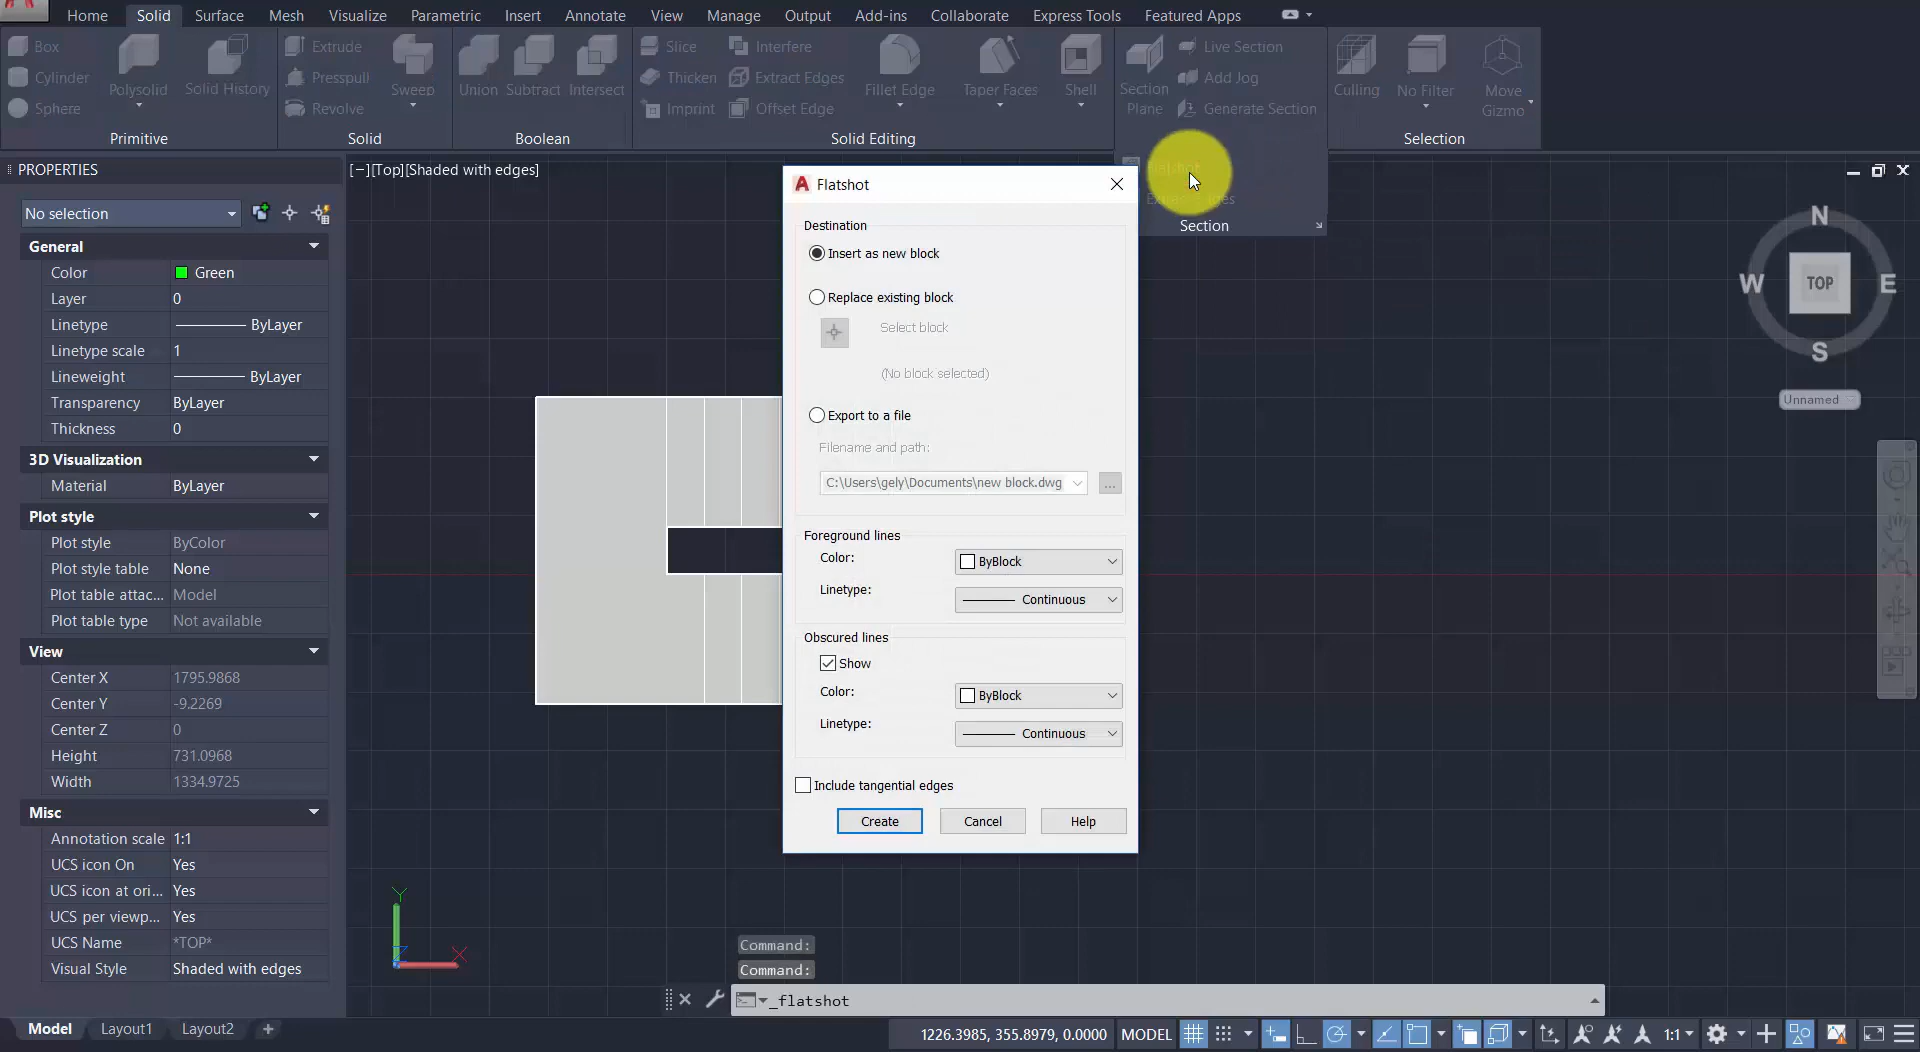 Home Solid Surface Mesh Visualize Parametric Insert Annotate View Manage Output Add-ins Collaborate Express Tools Featured Apps
Box
Cylinder
Sphere
Polysolid
Solid History
Primitive
Extrude
Presspull
Revolve
Sweep
Solid
Union
Subtract
Intersect
Boolean
Slice
Thicken
Imprint
Interfere
Extract Edges
Offset Edge
Fillet Edge
Taper Faces
Shell
Solid Editing
Section
Plane
Live Section
Add Jog
Generate Section
Section
Culling
No Filter
Move
Gizmo
Selection
PROPERTIES
No selection
General
Color Green
Layer 0
Linetype ByLayer
Linetype scale 1
Lineweight ByLayer
Transparency ByLayer
Thickness 0
3D Visualization
Material ByLayer
Plot style
Plot style ByColor
Plot style table None
Plot table attac... Model
Plot table type Not available
View
Center X 1795.9868
Center Y -9.2269
Center Z 0
Height 731.0968
Width 1334.9725
Misc
Annotation scale 1:1
UCS icon On Yes
UCS icon at ori... Yes
UCS per viewp... Yes
UCS Name *TOP*
Visual Style Shaded with edges
[−][Top][Shaded with edges]
Flatshot
Destination
Insert as new block
Replace existing block
Select block
(No block selected)
Export to a file
Filename and path:
C:\Users\gely\Documents\new block.dwg
...
Foreground lines
Color: ByBlock
Linetype: Continuous
Obscured lines
Show
Color: ByBlock
Linetype: Continuous
Include tangential edges
Create Cancel Help
N
W TOP E
S
Unnamed
Y
X
Command:
Command:
_flatshot
Model Layout1 Layout2 +
1226.3985, 355.8979, 0.0000 MODEL 1:1